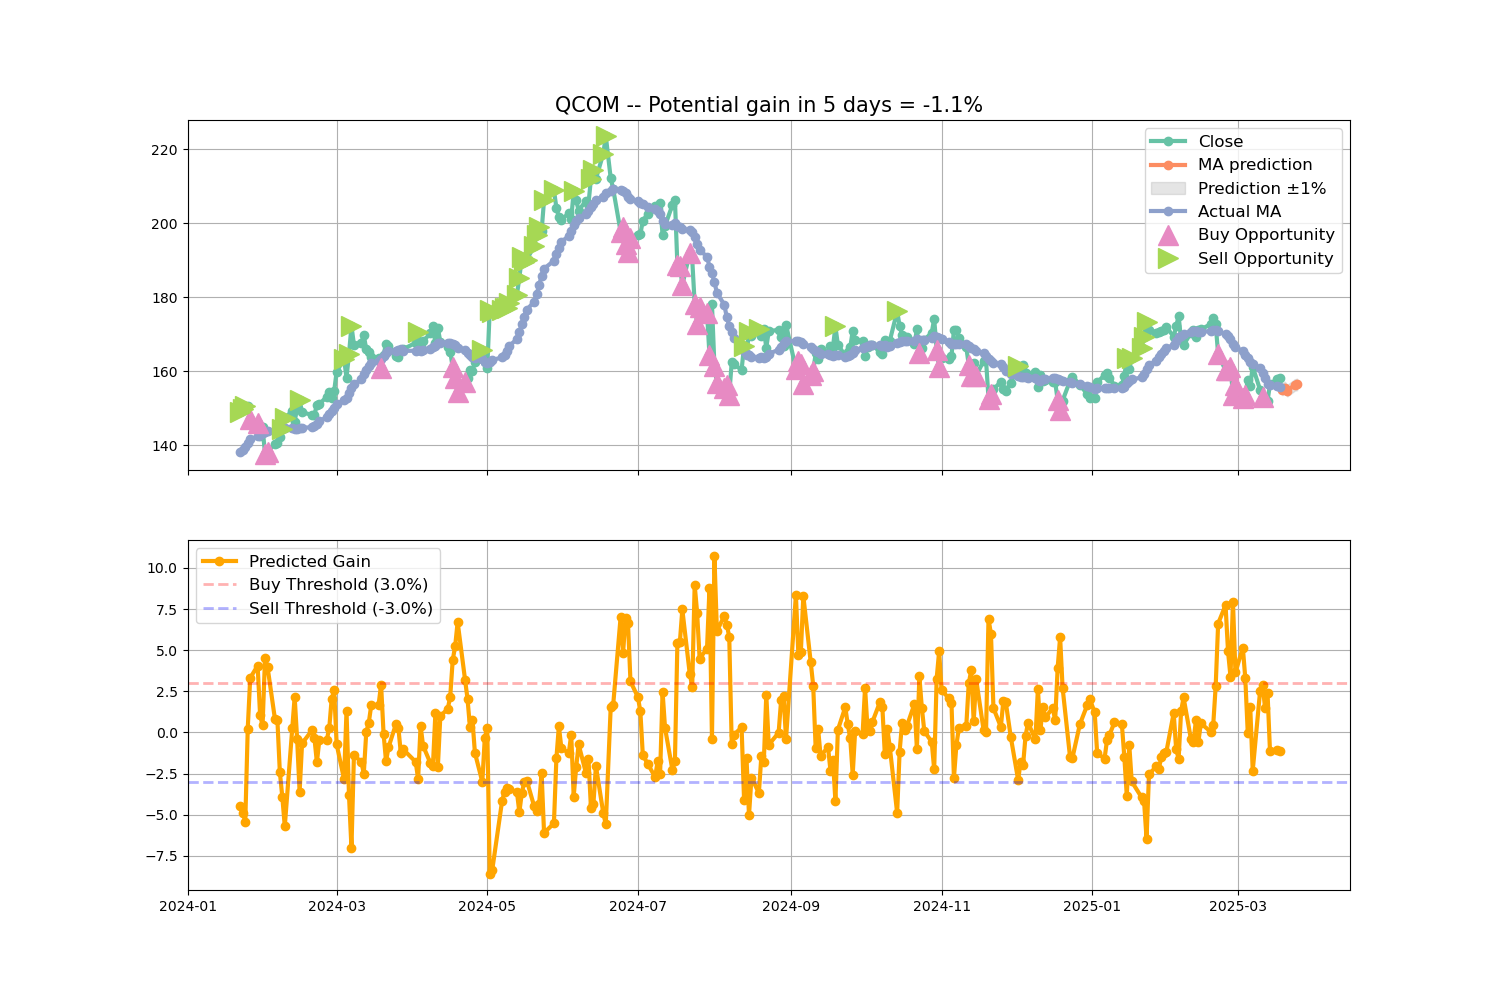 QCOM -- Potential gain in 5 days = -1.1%
220
200
180
160
140
Close
MA prediction
Prediction ±1%
Actual MA
Buy Opportunity
Sell Opportunity
10.0
7.5
5.0
2.5
0.0
−2.5
−5.0
−7.5
Predicted Gain
Buy Threshold (3.0%)
Sell Threshold (-3.0%)
2024-01
2024-03
2024-05
2024-07
2024-09
2024-11
2025-01
2025-03